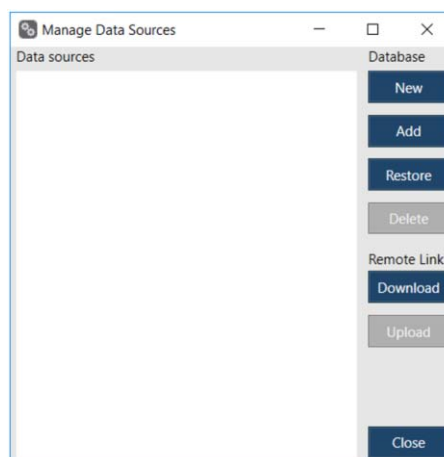 Manage Data Sources
Data sources
Database
New
Add
Restore
Delete
Remote Link
Download
Upload
Close